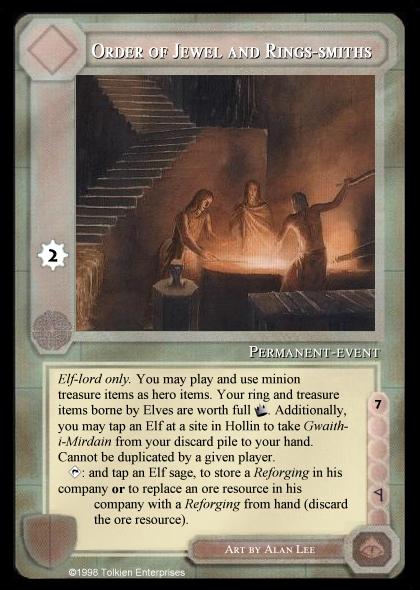 Order of Jewel and Rings-smiths
2
Permanent-event
Elf-lord only. You may play and use minion
treasure items as hero items. Your ring and treasure
items borne by Elves are worth full . Additionally,
you may tap an Elf at a site in Hollin to take Gwaith-
i-Mirdain from your discard pile to your hand.
Cannot be duplicated by a given player.
: and tap an Elf sage, to store a Reforging in his
company or to replace an ore resource in his
company with a Reforging from hand (discard
the ore resource).
7
Art by Alan Lee
©1998 Tolkien Enterprises